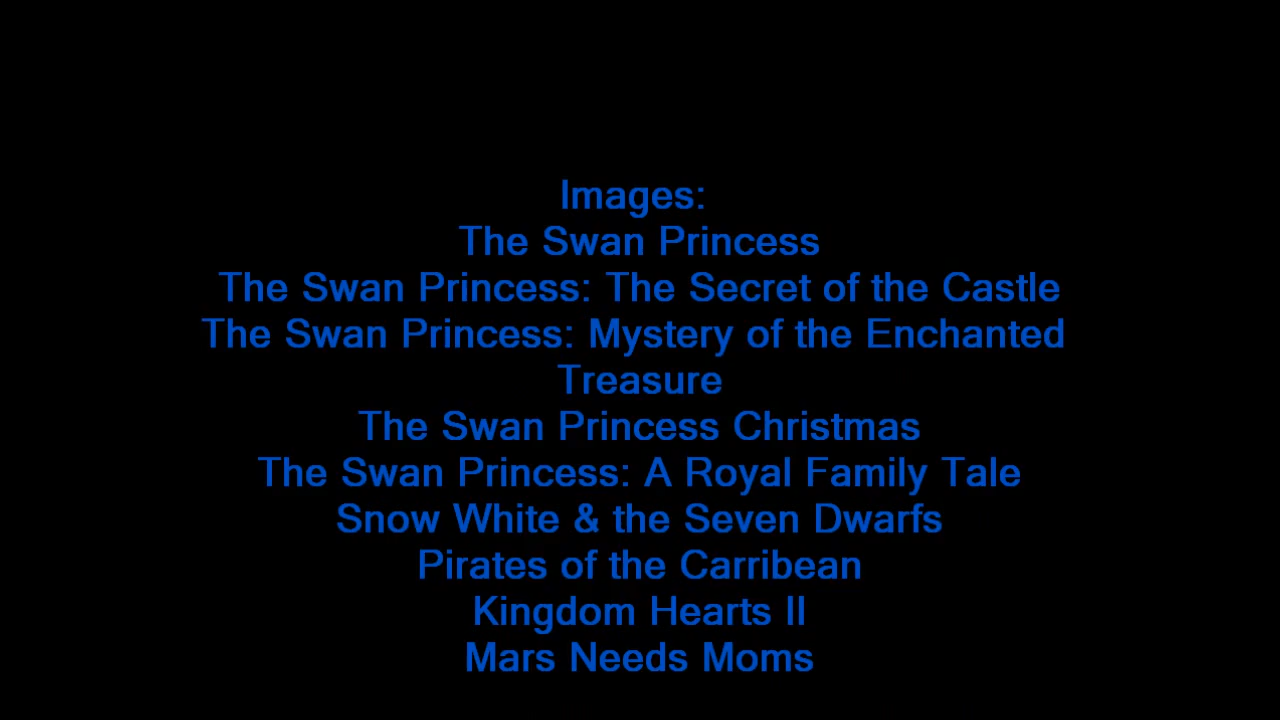 Images:
The Swan Princess
The Swan Princess: The Secret of the Castle
The Swan Princess: Mystery of the Enchanted
Treasure
The Swan Princess Christmas
The Swan Princess: A Royal Family Tale
Snow White & the Seven Dwarfs
Pirates of the Carribean
Kingdom Hearts II
Mars Needs Moms